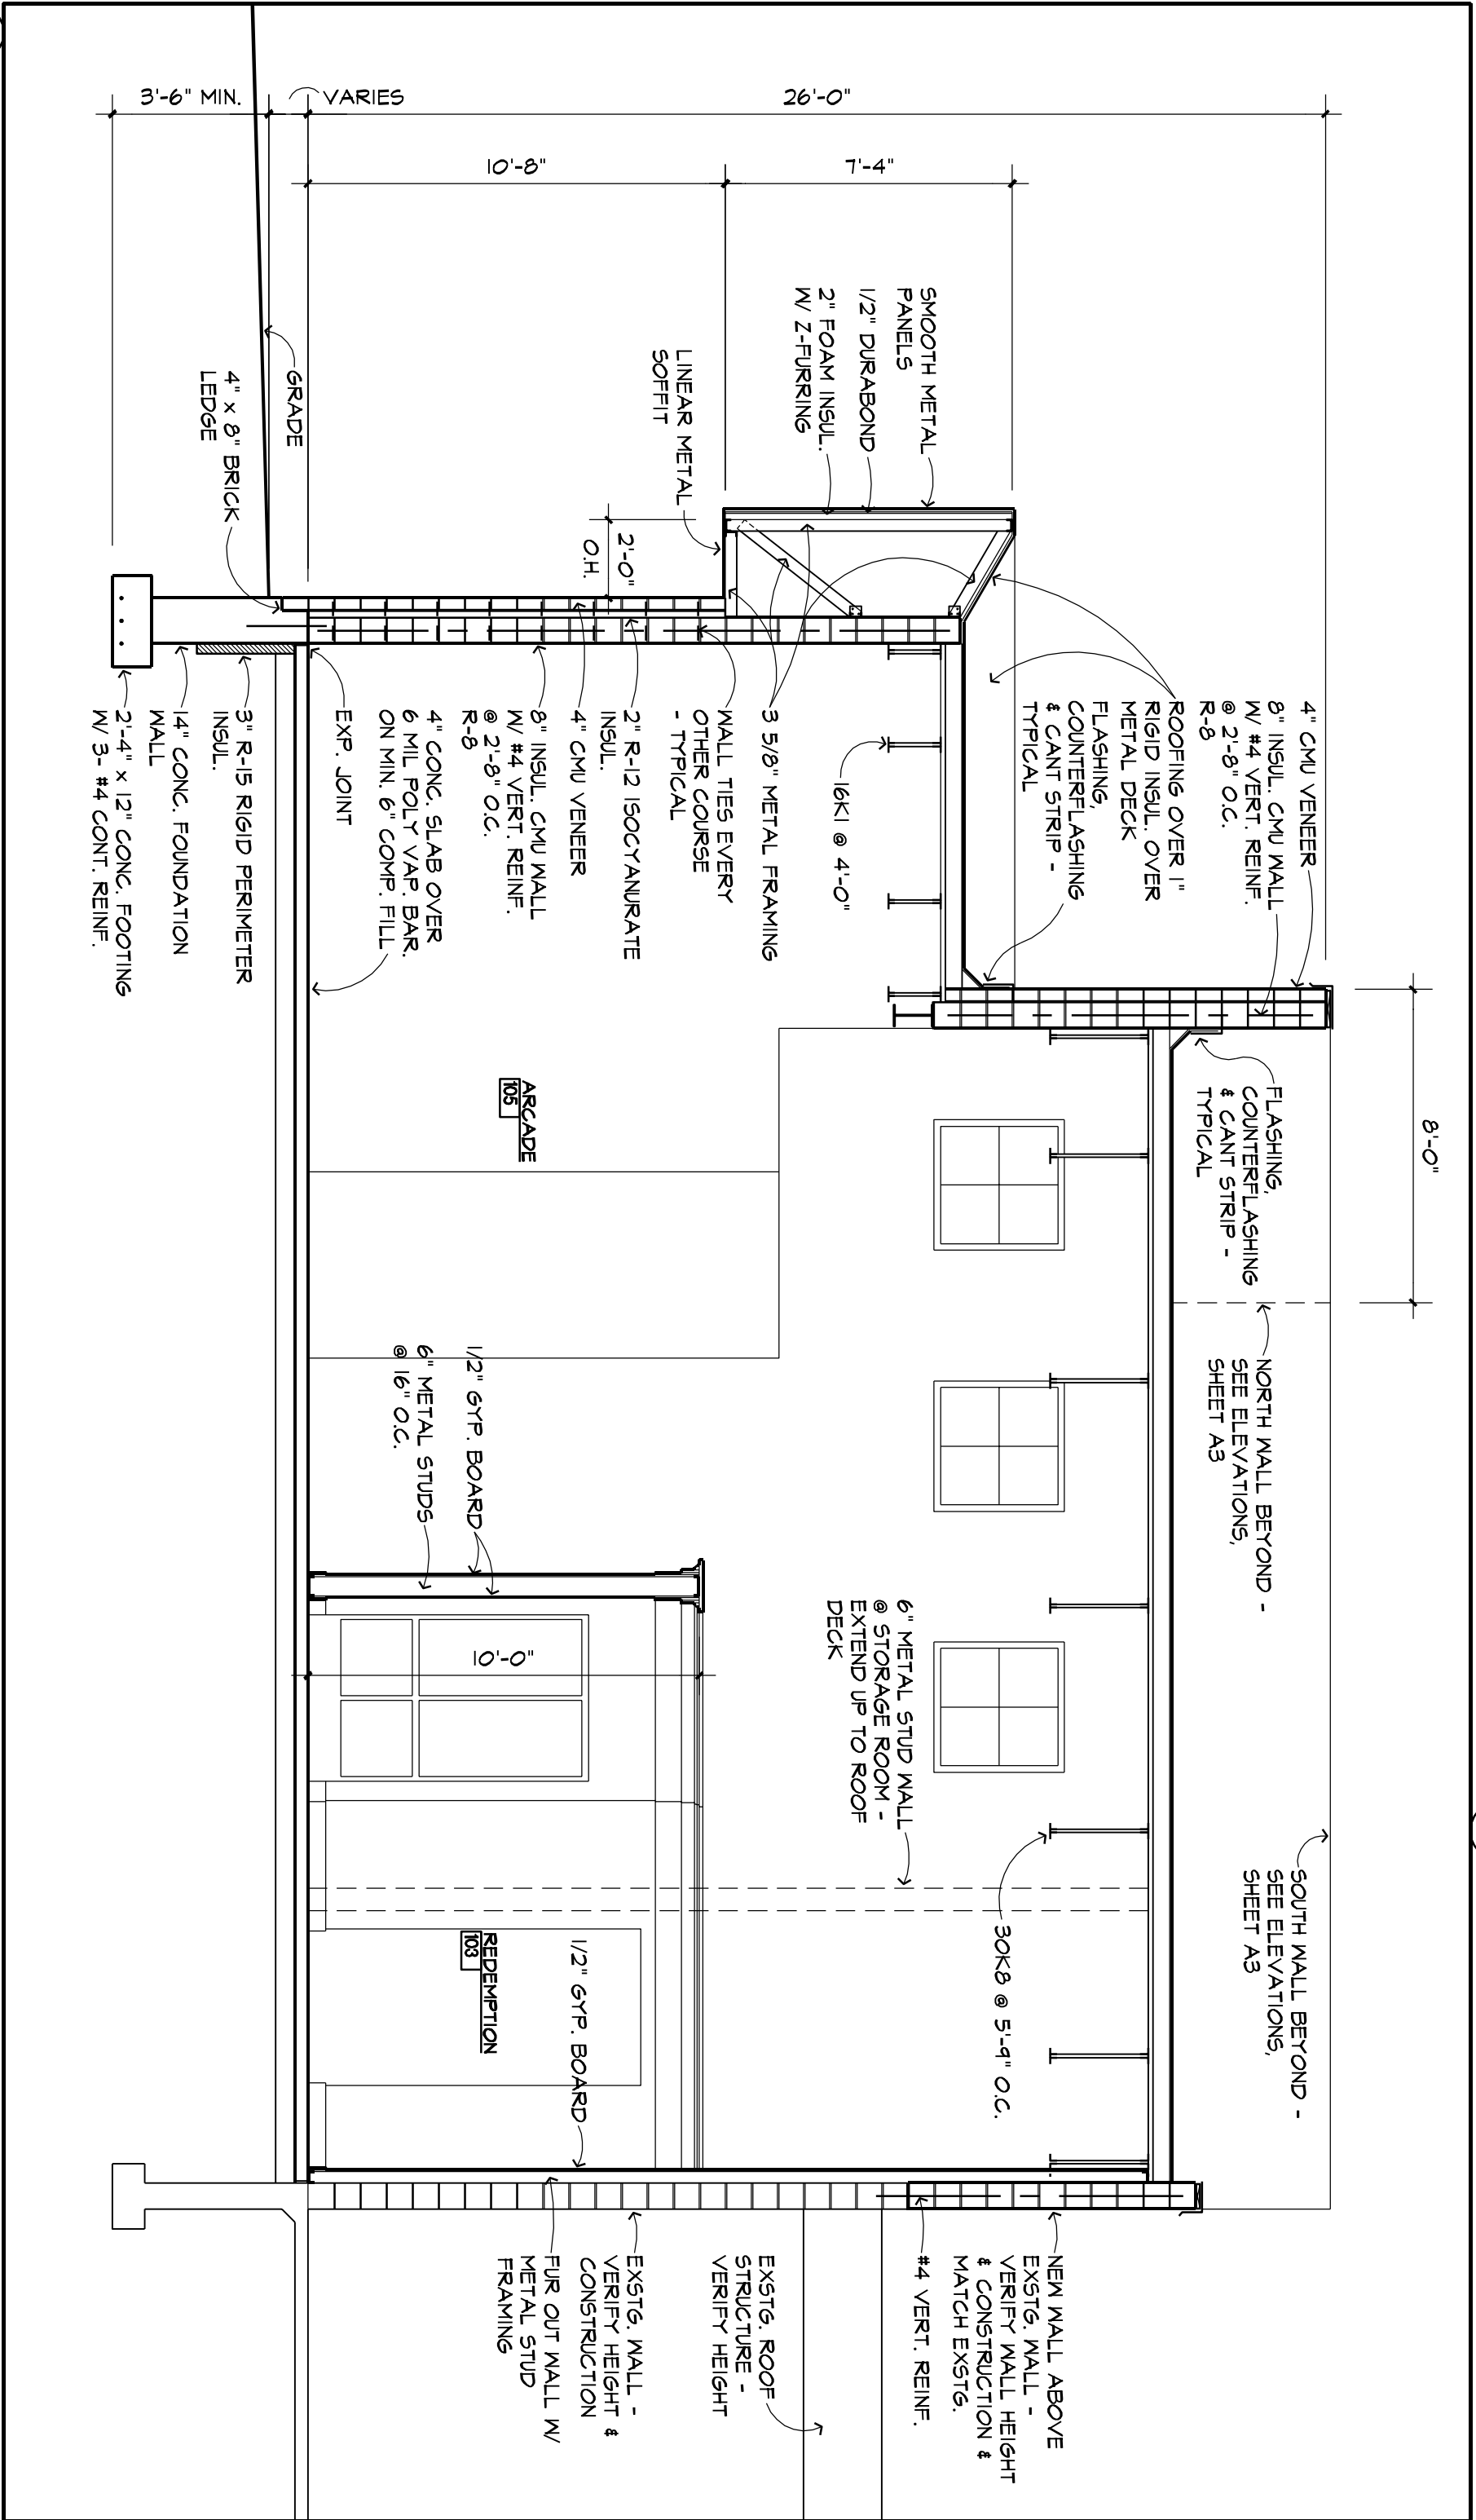 8'-0"
4" CMU VENEER
8" INSUL. CMU WALL
W/ #4 VERT. REINF.
@ 2'-8" O.C.
R-8
ROOFING OVER 1"
RIGID INSUL. OVER
METAL DECK
FLASHING,
COUNTERFLASHING
& CANT STRIP -
TYPICAL
FLASHING,
COUNTERFLASHING
& CANT STRIP -
TYPICAL
NORTH WALL BEYOND -
SEE ELEVATIONS,
SHEET A3
SOUTH WALL BEYOND -
SEE ELEVATIONS,
SHEET A3
26'-0"
7'-4"
10'-8"
VARIES
3'-6" MIN.
SMOOTH METAL
PANELS
1/2" DURABOND
2" FOAM INSUL.
W/ Z-FURRING
LINEAR METAL
SOFFIT
2'-0"
O.H.
GRADE
4" x 8" BRICK
LEDGE
16K1 @ 4'-0"
3 5/8" METAL FRAMING
WALL TIES EVERY
OTHER COURSE
- TYPICAL
2" R-12 ISOCYANURATE
INSUL.
4" CMU VENEER
8" INSUL. CMU WALL
W/ #4 VERT. REINF.
@ 2'-8" O.C.
R-8
4" CONC. SLAB OVER
6 MIL POLY VAP. BAR.
ON MIN. 6" COMP. FILL
EXP. JOINT
3" R-15 RIGID PERIMETER
INSUL.
14" CONC. FOUNDATION
WALL
2'-4" x 12" CONC. FOOTING
W/ 3- #4 CONT. REINF.
ARCADE
105
1/2" GYP. BOARD
6" METAL STUDS
@ 16" O.C.
10'-0"
6" METAL STUD WALL
@ STORAGE ROOM -
EXTEND UP TO ROOF
DECK
30K8 @ 5'-9" O.C.
1/2" GYP. BOARD
REDEMPTION
103
NEW WALL ABOVE
EXSTG. WALL -
VERIFY WALL HEIGHT
& CONSTRUCTION &
MATCH EXSTG.
#4 VERT. REINF.
EXSTG. ROOF
STRUCTURE -
VERIFY HEIGHT
EXSTG. WALL -
VERIFY HEIGHT &
CONSTRUCTION
FUR OUT WALL W/
METAL STUD
FRAMING